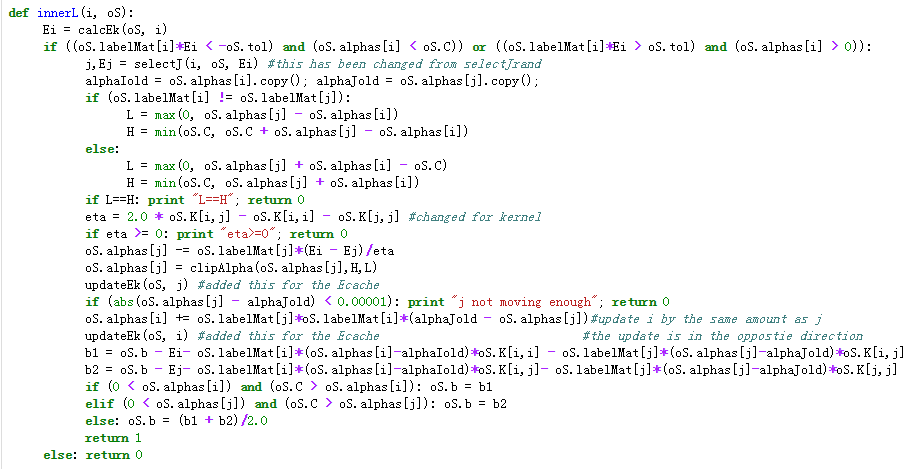 def innerL(i, oS):
    Ei = calcEk(oS, i)
    if ((oS.labelMat[i]*Ei < -oS.tol) and (oS.alphas[i] < oS.C)) or ((oS.labelMat[i]*Ei > oS.tol) and (oS.alphas[i] > 0)):
        j,Ej = selectJ(i, oS, Ei) #this has been changed from selectJrand
        alphaIold = oS.alphas[i].copy(); alphaJold = oS.alphas[j].copy();
        if (oS.labelMat[i] != oS.labelMat[j]):
            L = max(0, oS.alphas[j] - oS.alphas[i])
            H = min(oS.C, oS.C + oS.alphas[j] - oS.alphas[i])
        else:
            L = max(0, oS.alphas[j] + oS.alphas[i] - oS.C)
            H = min(oS.C, oS.alphas[j] + oS.alphas[i])
        if L==H: print "L==H"; return 0
        eta = 2.0 * oS.K[i,j] - oS.K[i,i] - oS.K[j,j] #changed for kernel
        if eta >= 0: print "eta>=0"; return 0
        oS.alphas[j] -= oS.labelMat[j]*(Ei - Ej)/eta
        oS.alphas[j] = clipAlpha(oS.alphas[j],H,L)
        updateEk(oS, j) #added this for the Ecache
        if (abs(oS.alphas[j] - alphaJold) < 0.00001): print "j not moving enough"; return 0
        oS.alphas[i] += oS.labelMat[j]*oS.labelMat[i]*(alphaJold - oS.alphas[j])#update i by the same amount as j
        updateEk(oS, i) #added this for the Ecache                    #the update is in the oppostie direction
        b1 = oS.b - Ei- oS.labelMat[i]*(oS.alphas[i]-alphaIold)*oS.K[i,i] - oS.labelMat[j]*(oS.alphas[j]-alphaJold)*oS.K[i,j]
        b2 = oS.b - Ej- oS.labelMat[i]*(oS.alphas[i]-alphaIold)*oS.K[i,j]- oS.labelMat[j]*(oS.alphas[j]-alphaJold)*oS.K[j,j]
        if (0 < oS.alphas[i]) and (oS.C > oS.alphas[i]): oS.b = b1
        elif (0 < oS.alphas[j]) and (oS.C > oS.alphas[j]): oS.b = b2
        else: oS.b = (b1 + b2)/2.0
        return 1
    else: return 0